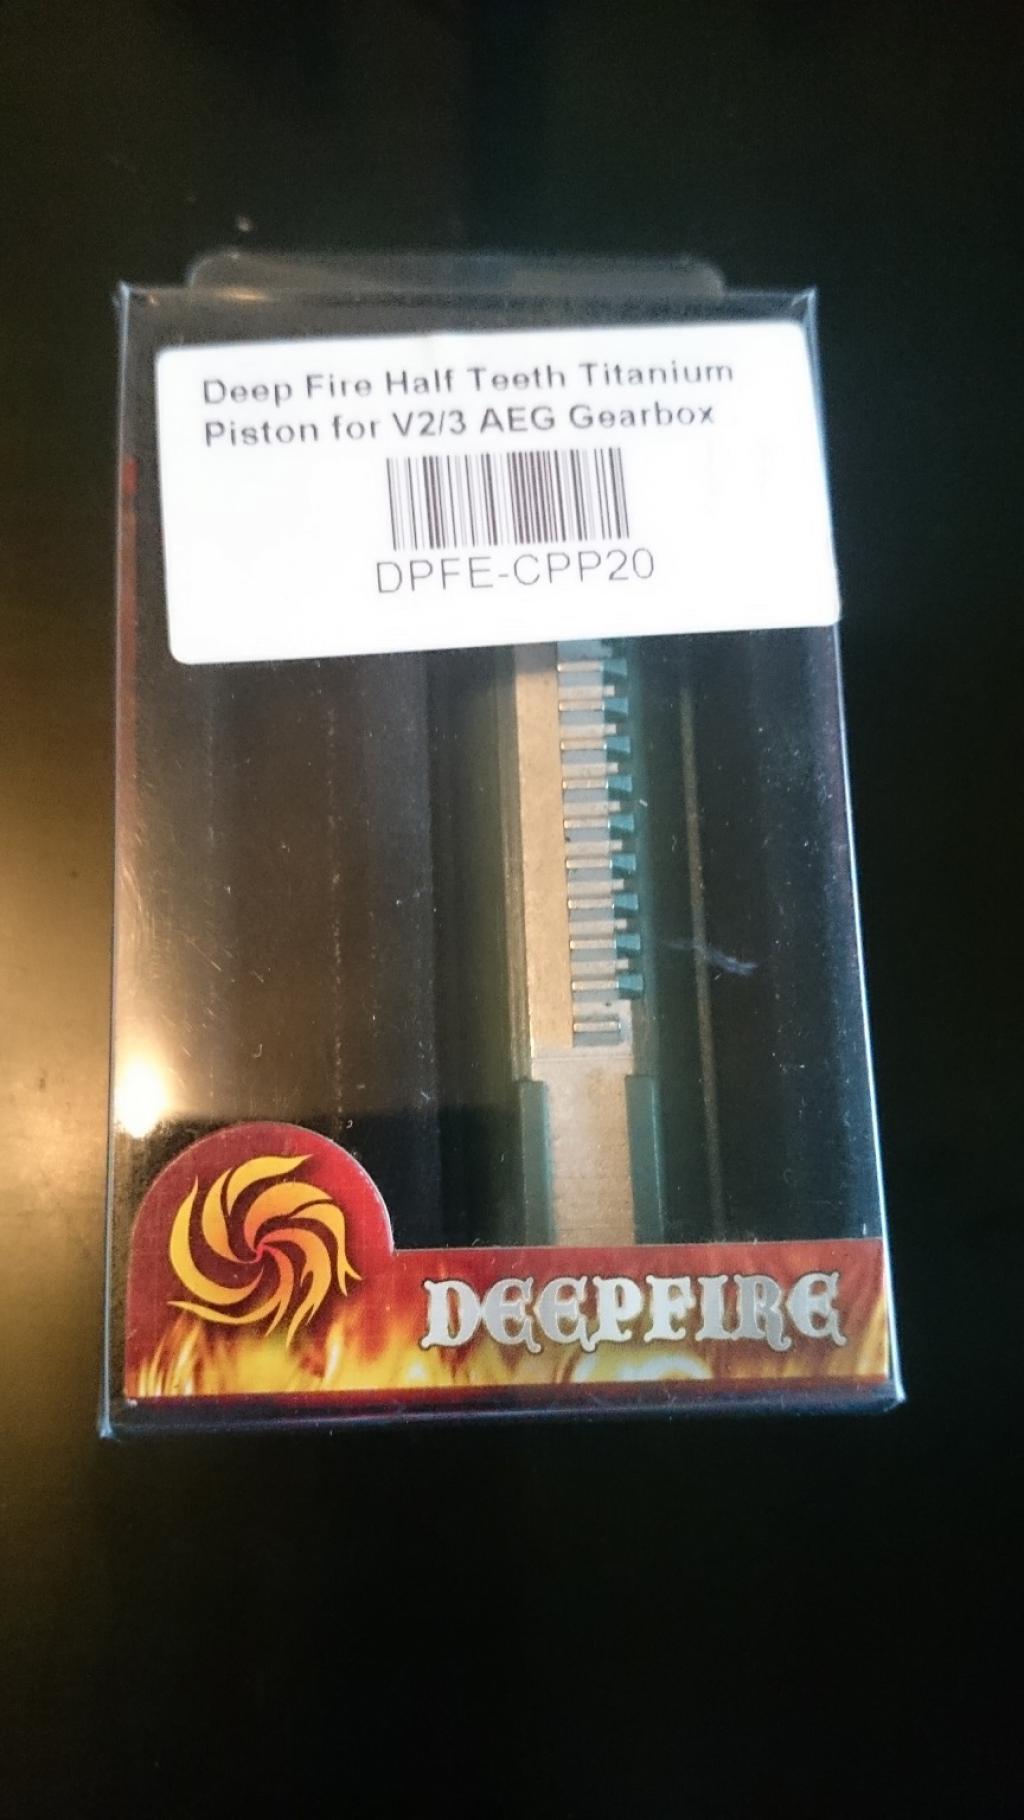 Deep Fire Half Teeth Titanium
Piston for V2/3 AEG Gearbox
DPFE-CPP20
DEEPFIRE